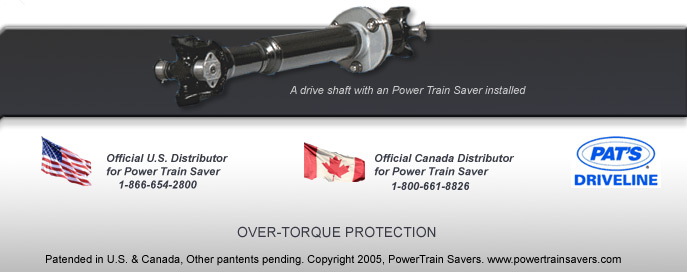 A drive shaft with an Power Train Saver installed
Official U.S. Distributor
for Power Train Saver
1-866-654-2800
Official Canada Distributor
for Power Train Saver
1-800-661-8826
PAT'S
DRIVELINE
OVER-TORQUE PROTECTION
Patented in U.S. & Canada, Other pantents pending. Copyright 2005, PowerTrain Savers. www.powertrainsavers.com